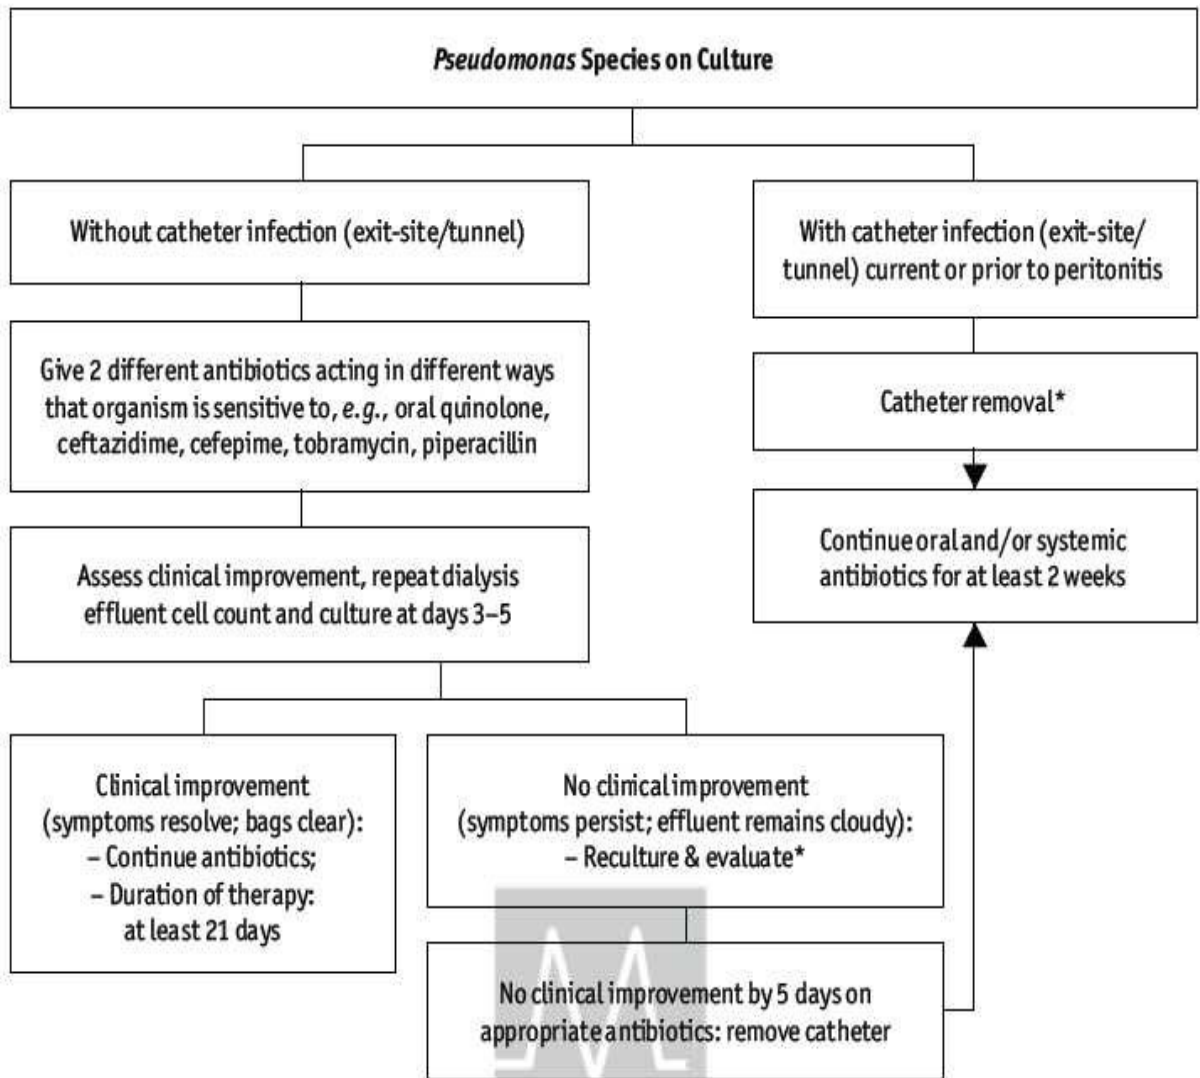 Pseudomonas Species on Culture
Without catheter infection (exit-site/tunnel)
With catheter infection (exit-site/
tunnel) current or prior to peritonitis
Give 2 different antibiotics acting in different ways
that organism is sensitive to, e.g., oral quinolone,
ceftazidime, cefepime, tobramycin, piperacillin
Catheter removal*
Continue oral and/or systemic
antibiotics for at least 2 weeks
Assess clinical improvement, repeat dialysis
effluent cell count and culture at days 3–5
Clinical improvement
(symptoms resolve; bags clear):
– Continue antibiotics;
– Duration of therapy:
at least 21 days
No clinical improvement
(symptoms persist; effluent remains cloudy):
– Reculture & evaluate*
No clinical improvement by 5 days on
appropriate antibiotics: remove catheter